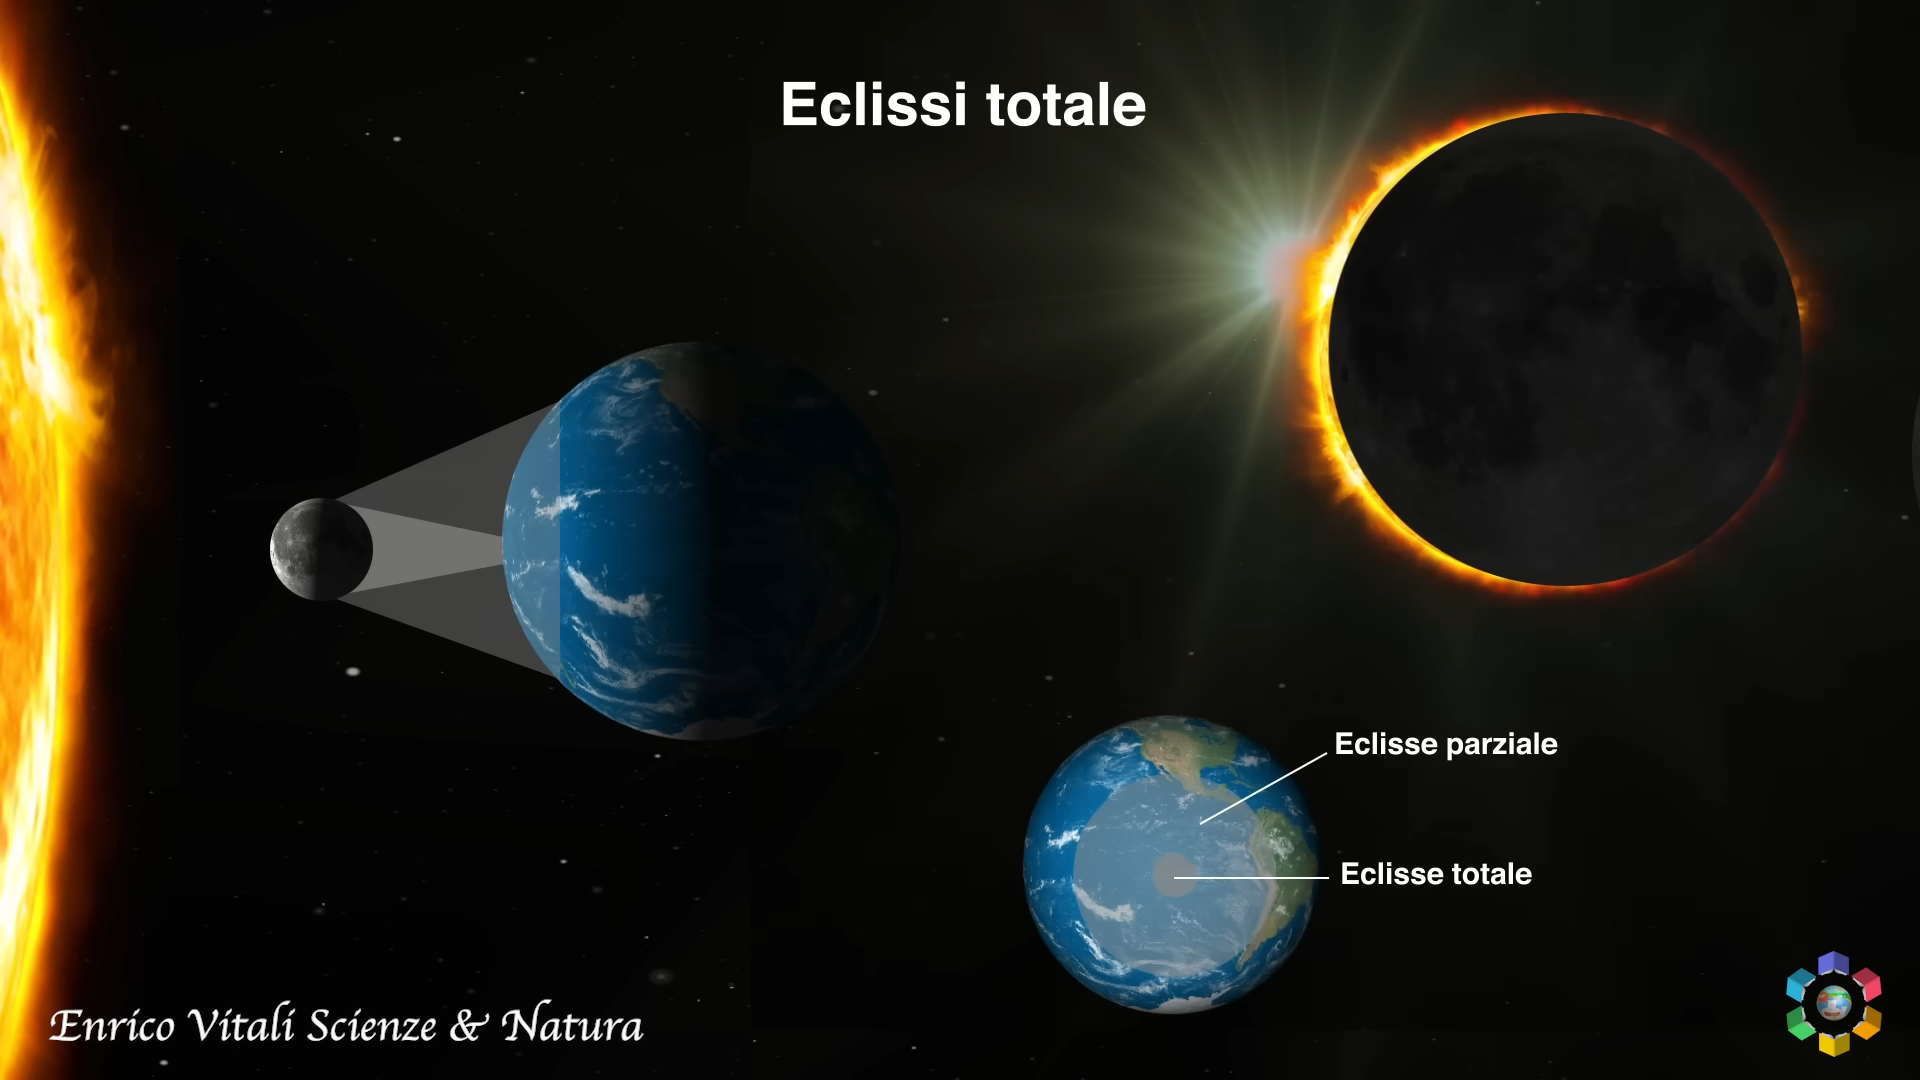 Eclissi totale
Eclisse parziale
Eclisse totale
Enrico Vitali Scienze & Natura